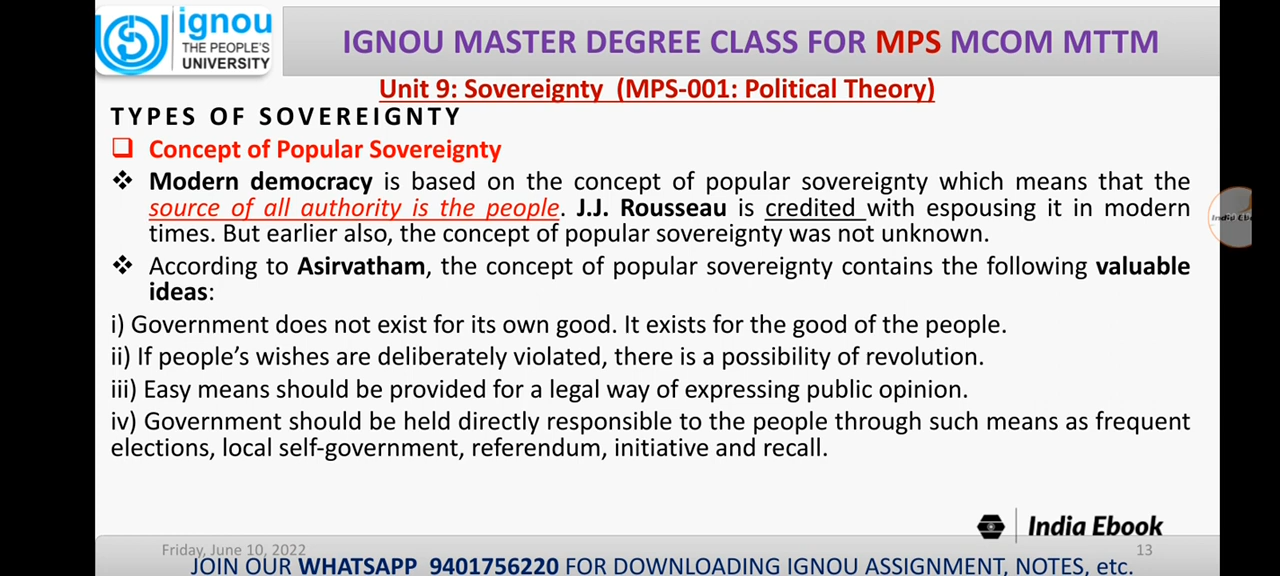 ignou
THE PEOPLE'S
UNIVERSITY
IGNOU MASTER DEGREE CLASS FOR MPS MCOM MTTM
Unit 9: Sovereignty (MPS-001: Political Theory)
TYPES OF SOVEREIGNTY
❑ Concept of Popular Sovereignty
❖ Modern democracy is based on the concept of popular sovereignty which means that the
source of all authority is the people. J.J. Rousseau is credited with espousing it in modern
times. But earlier also, the concept of popular sovereignty was not unknown.
❖ According to Asirvatham, the concept of popular sovereignty contains the following valuable
ideas:
i) Government does not exist for its own good. It exists for the good of the people.
ii) If people's wishes are deliberately violated, there is a possibility of revolution.
iii) Easy means should be provided for a legal way of expressing public opinion.
iv) Government should be held directly responsible to the people through such means as frequent
elections, local self-government, referendum, initiative and recall.
India Ebook
Friday, June 10, 2022
13
JOIN OUR WHATSAPP 9401756220 FOR DOWNLOADING IGNOU ASSIGNMENT, NOTES, etc.